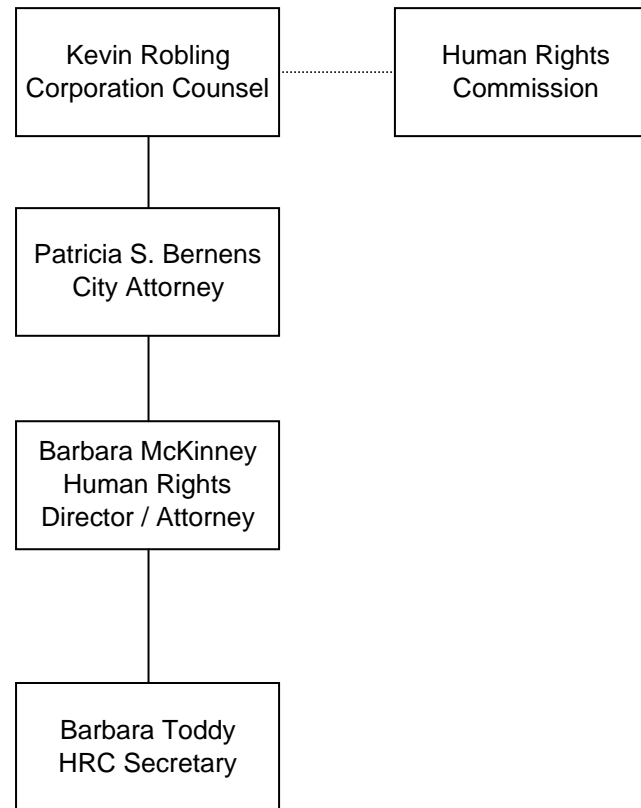 Kevin Robling
Corporation Counsel
Human Rights
Commission
Patricia S. Bernens
City Attorney
Barbara McKinney
Human Rights
Director / Attorney
Barbara Toddy
HRC Secretary